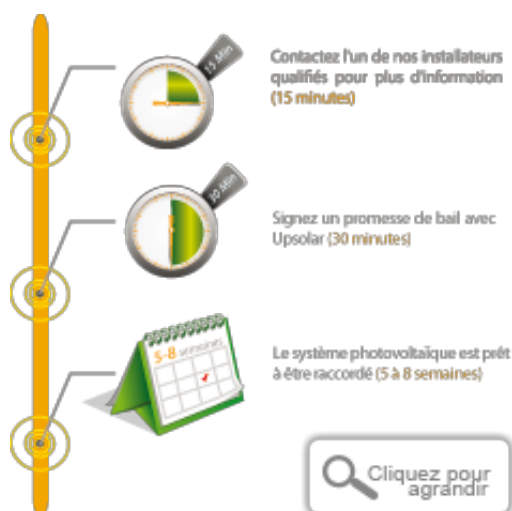 15 Min
Contactez l'un de nos installateurs
qualifiés pour plus d'information
(15 minutes)
30 Min
Signez un promesse de bail avec
Upsolar (30 minutes)
5-8 semaines
Le système photovoltaïque est prêt
à être raccordé (5 à 8 semaines)
Cliquez pour
agrandir